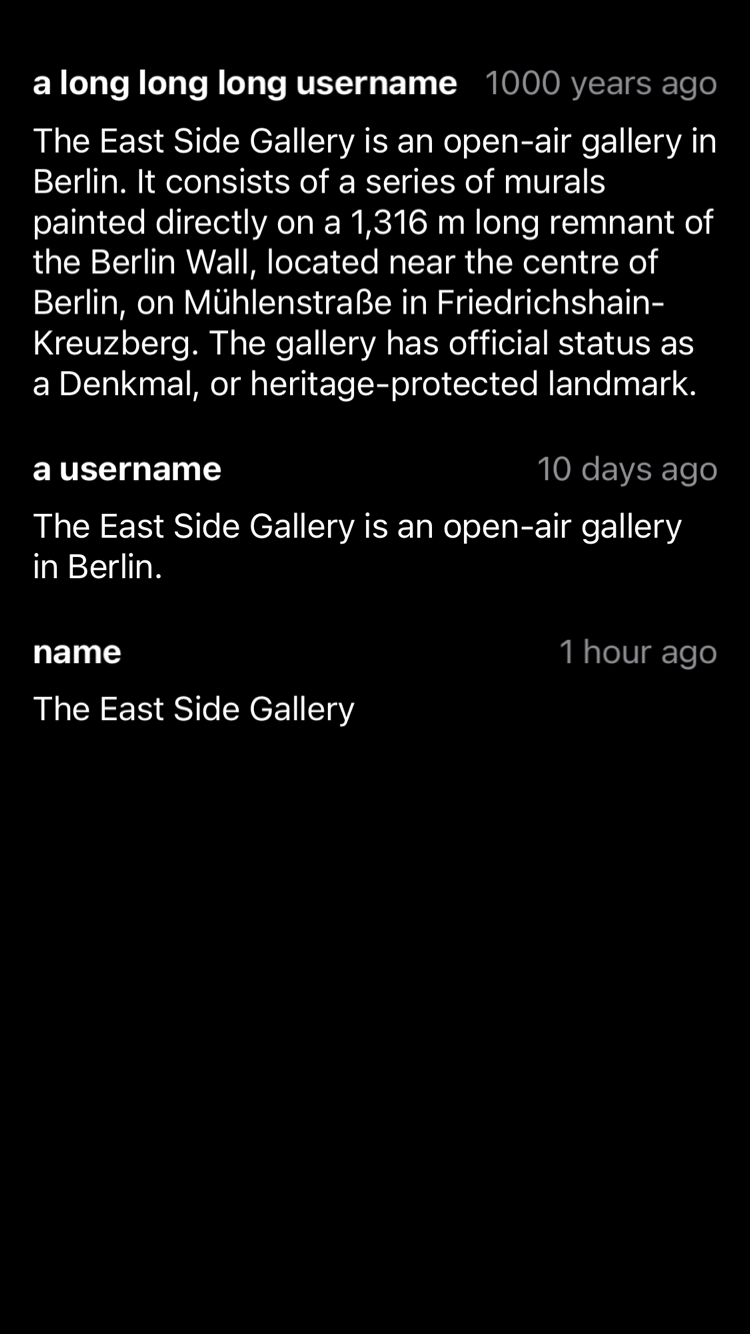 a long long long username 1000 years ago
The East Side Gallery is an open-air gallery in
Berlin. It consists of a series of murals
painted directly on a 1,316 m long remnant of
the Berlin Wall, located near the centre of
Berlin, on Mühlenstraße in Friedrichshain-
Kreuzberg. The gallery has official status as
a Denkmal, or heritage-protected landmark.
a username 10 days ago
The East Side Gallery is an open-air gallery
in Berlin.
name 1 hour ago
The East Side Gallery